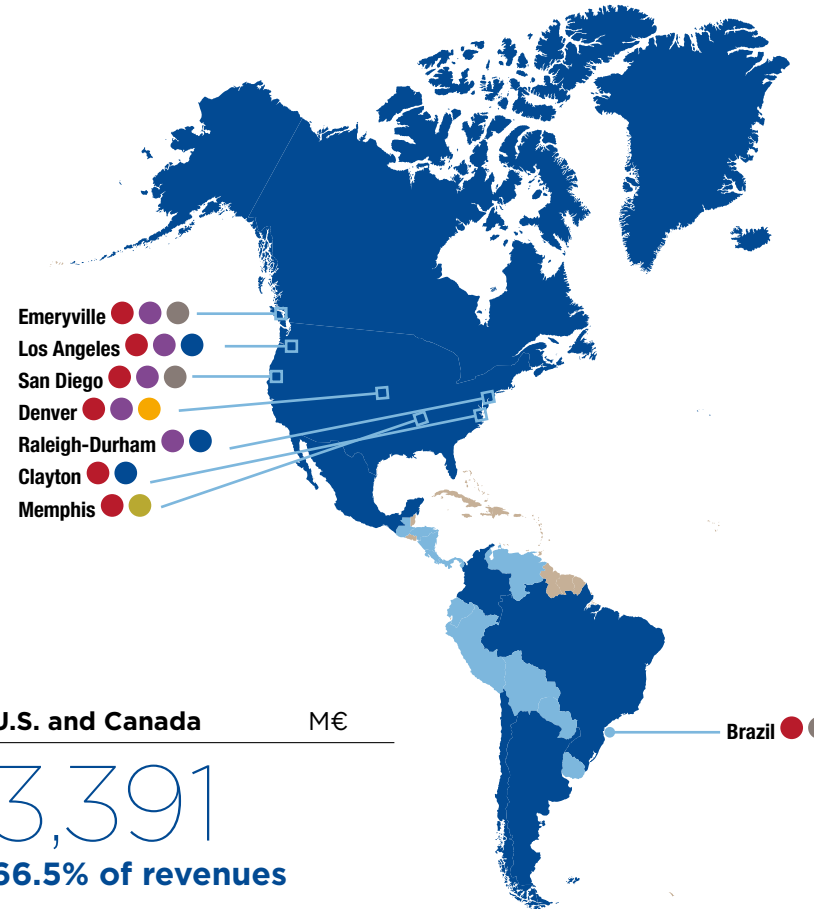 Emeryville
Los Angeles
San Diego
Denver
Raleigh-Durham
Clayton
Memphis
Brazil
U.S. and Canada M€
3,391
66.5% of revenues